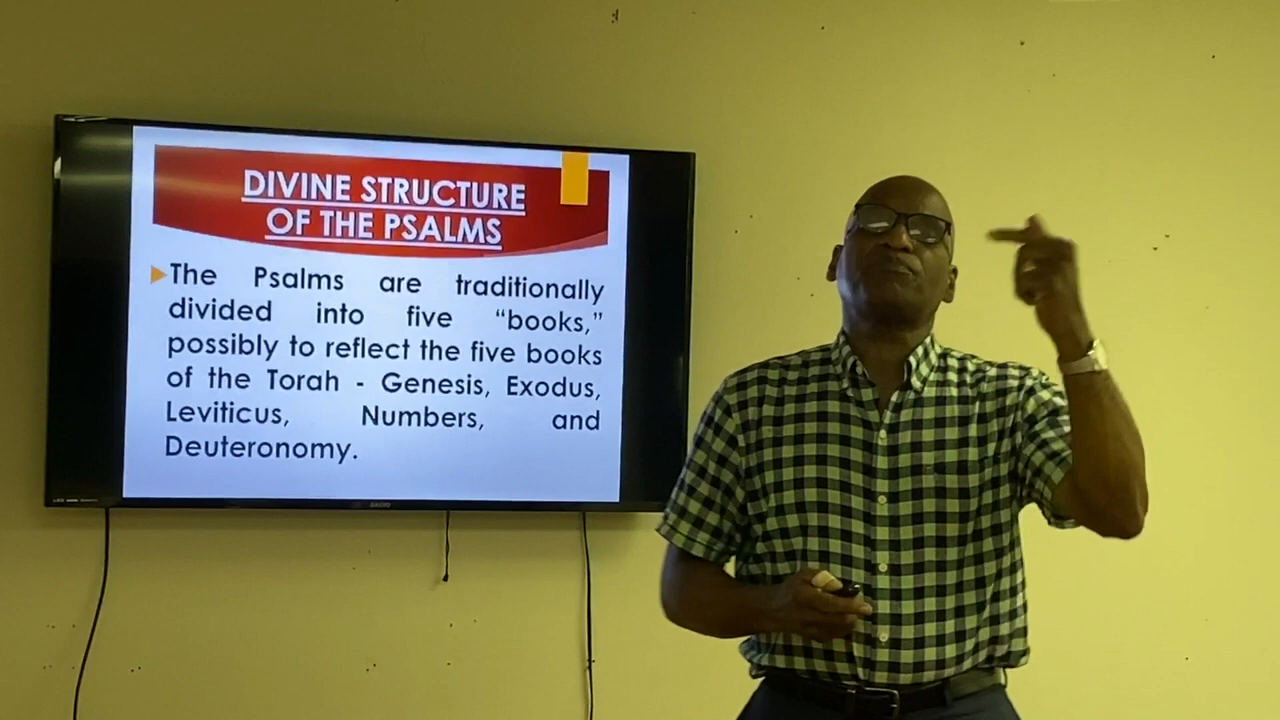 DIVINE STRUCTURE
OF THE PSALMS
The Psalms are traditionally
divided into five “books,”
possibly to reflect the five books
of the Torah - Genesis, Exodus,
Leviticus, Numbers, and
Deuteronomy.